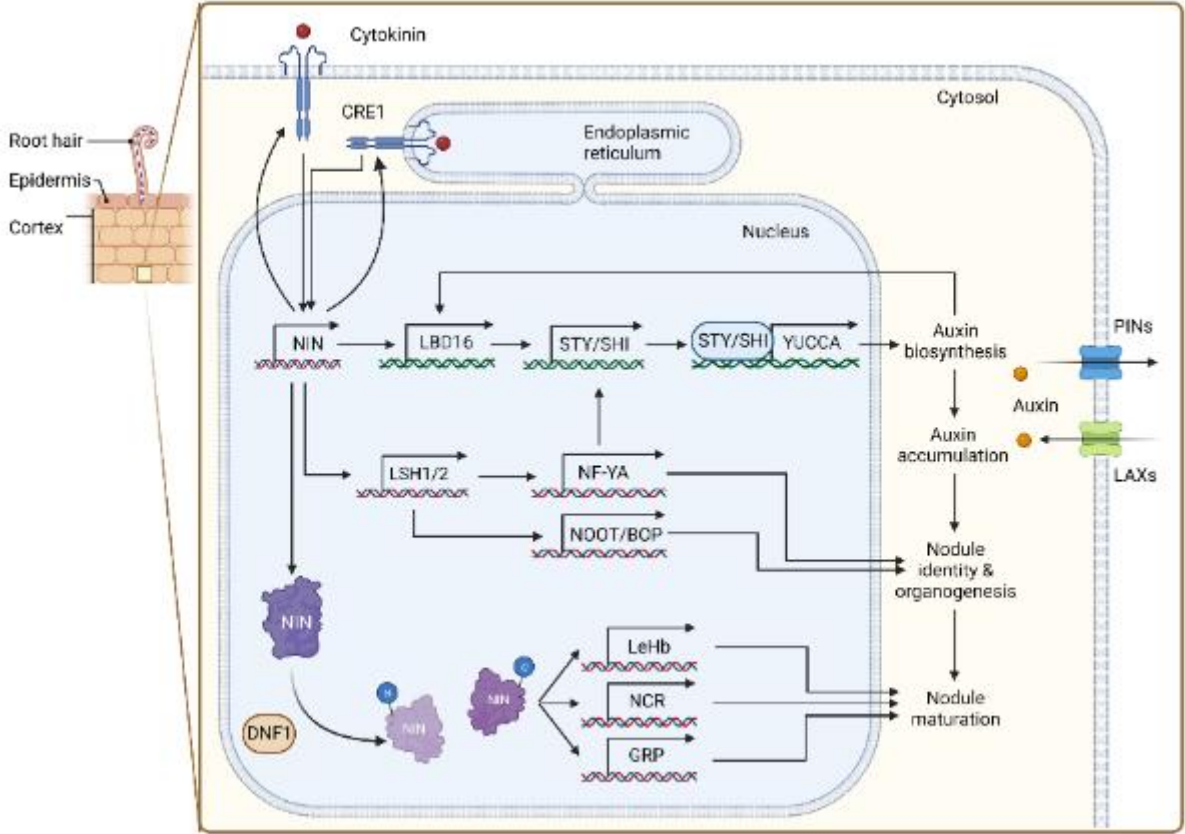 Cytokinin
Cytosol
CRE1
Endoplasmic
reticulum
Root hair
Epidermis
Cortex
Nucleus
NIN
LBD16
STY/SHI
STY/SHI
YUCCA
Auxin
biosynthesis
PINs
Auxin
Auxin
accumulation
LAXs
LSH1/2
NF-YA
NOOT/BOP
Nodule
identity &
organogenesis
NIN
LeHb
C
N
NIN
NIN
NCR
Nodule
maturation
DNF1
GRP